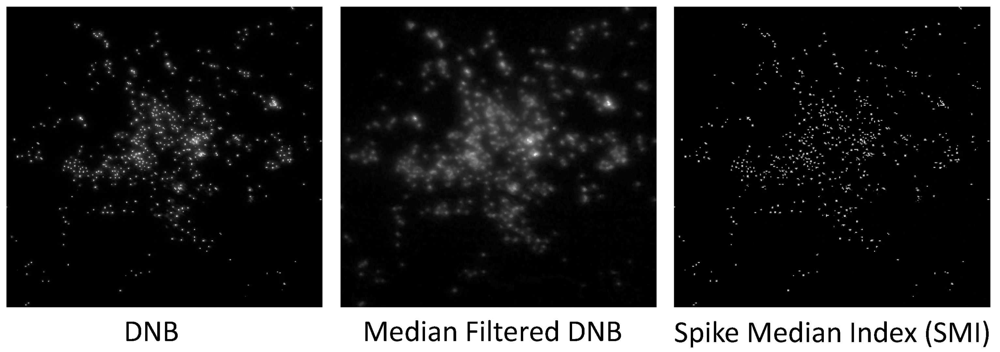 DNB
Median Filtered DNB
Spike Median Index (SMI)